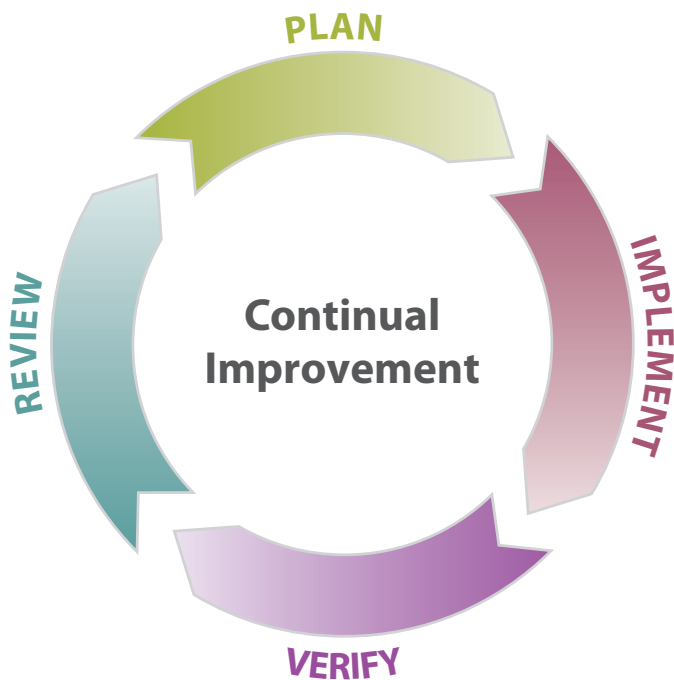 PLAN
IMPLEMENT
VERIFY
REVIEW
Continual
Improvement